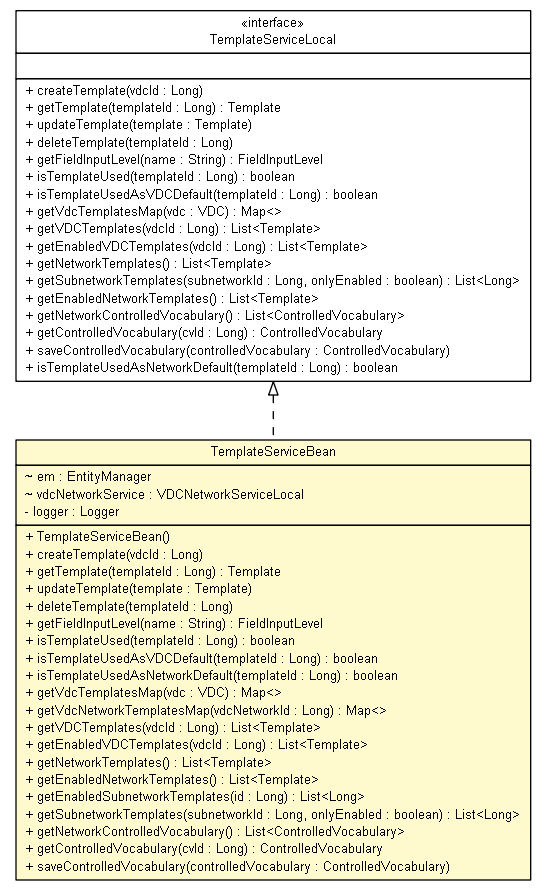 «interface»
TemplateServiceLocal
+ createTemplate(vdcId : Long)
+ getTemplate(templateId : Long) : Template
+ updateTemplate(template : Template)
+ deleteTemplate(templateId : Long)
+ getFieldInputLevel(name : String) : FieldInputLevel
+ isTemplateUsed(templateId : Long) : boolean
+ isTemplateUsedAsVDCDefault(templateId : Long) : boolean
+ getVdcTemplatesMap(vdc : VDC) : Map<>
+ getVDCTemplates(vdcId : Long) : List<Template>
+ getEnabledVDCTemplates(vdcId : Long) : List<Template>
+ getNetworkTemplates() : List<Template>
+ getSubnetworkTemplates(subnetworkId : Long, onlyEnabled : boolean) : List<Long>
+ getEnabledNetworkTemplates() : List<Template>
+ getNetworkControlledVocabulary() : List<ControlledVocabulary>
+ getControlledVocabulary(cvId : Long) : ControlledVocabulary
+ saveControlledVocabulary(controlledVocabulary : ControlledVocabulary)
+ isTemplateUsedAsNetworkDefault(templateId : Long) : boolean
TemplateServiceBean
~ em : EntityManager
~ vdcNetworkService : VDCNetworkServiceLocal
- logger : Logger
+ TemplateServiceBean()
+ createTemplate(vdcId : Long)
+ getTemplate(templateId : Long) : Template
+ updateTemplate(template : Template)
+ deleteTemplate(templateId : Long)
+ getFieldInputLevel(name : String) : FieldInputLevel
+ isTemplateUsed(templateId : Long) : boolean
+ isTemplateUsedAsVDCDefault(templateId : Long) : boolean
+ isTemplateUsedAsNetworkDefault(templateId : Long) : boolean
+ getVdcTemplatesMap(vdc : VDC) : Map<>
+ getVdcNetworkTemplatesMap(vdcNetworkId : Long) : Map<>
+ getVDCTemplates(vdcId : Long) : List<Template>
+ getEnabledVDCTemplates(vdcId : Long) : List<Template>
+ getNetworkTemplates() : List<Template>
+ getEnabledNetworkTemplates() : List<Template>
+ getEnabledSubnetworkTemplates(id : Long) : List<Long>
+ getSubnetworkTemplates(subnetworkId : Long, onlyEnabled : boolean) : List<Long>
+ getNetworkControlledVocabulary() : List<ControlledVocabulary>
+ getControlledVocabulary(cvId : Long) : ControlledVocabulary
+ saveControlledVocabulary(controlledVocabulary : ControlledVocabulary)